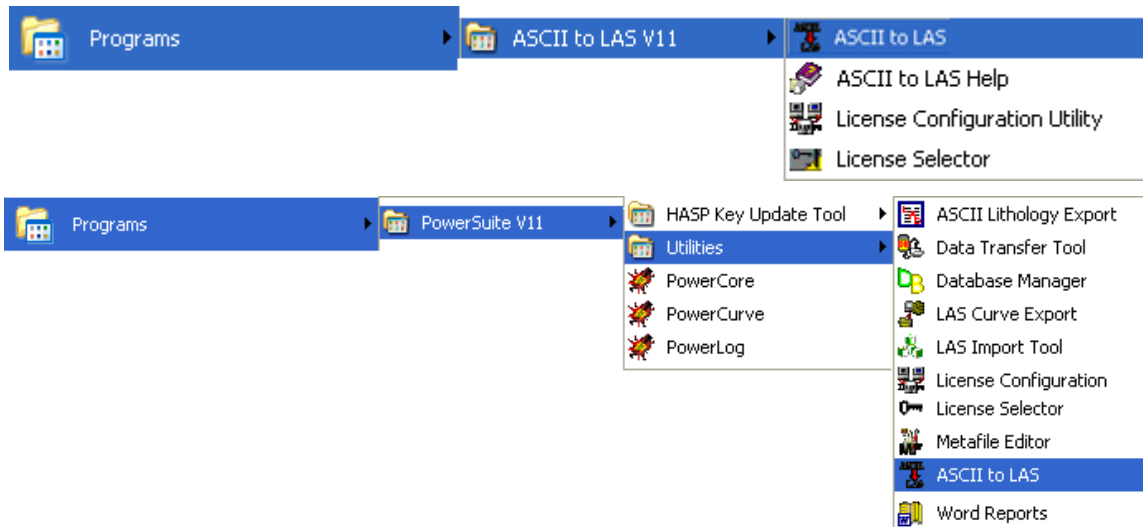 Programs
ASCII to LAS V11
ASCII to LAS
ASCII to LAS Help
License Configuration Utility
License Selector
Programs
PowerSuite V11
HASP Key Update Tool
Utilities
PowerCore
PowerCurve
PowerLog
ASCII Lithology Export
Data Transfer Tool
Database Manager
LAS Curve Export
LAS Import Tool
License Configuration
License Selector
Metafile Editor
ASCII to LAS
Word Reports